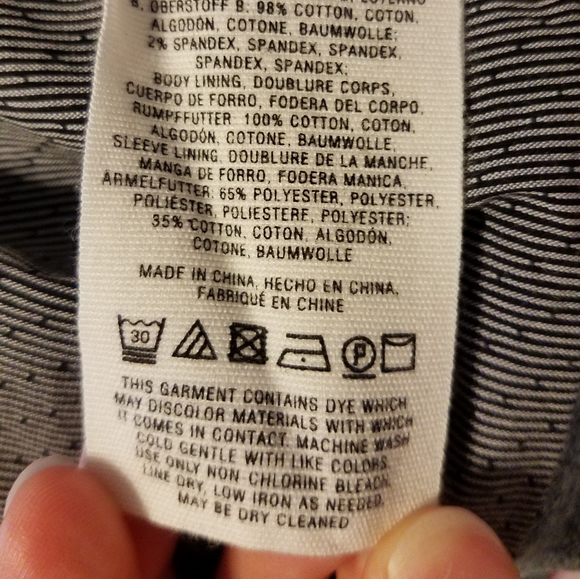 B. OBERSTOFF B: 98% COTTON, COTON,
ALGODÓN, COTONE, BAUMWOLLE;
2% SPANDEX, SPANDEX, SPANDEX,
SPANDEX, SPANDEX;
BODY LINING, DOUBLURE CORPS,
CUERPO DE FORRO, FODERA DEL CORPO,
RUMPFFUTTER: 100% COTTON, COTON,
ALGODÓN, COTONE, BAUMWOLLE,
SLEEVE LINING, DOUBLURE DE LA MANCHE,
MANGA DE FORRO, FODERA MANICA,
ÄRMELFUTTER: 65% POLYESTER, POLYESTER,
POLIÉSTER, POLIESTERE, POLYESTER;
35% COTTON, COTON, ALGODÓN,
COTONE, BAUMWOLLE
MADE IN CHINA, HECHO EN CHINA,
FABRIQUÉ EN CHINE
30 P
THIS GARMENT CONTAINS DYE WHICH
MAY DISCOLOR MATERIALS WITH WHICH
IT COMES IN CONTACT. MACHINE WASH
COLD GENTLE WITH LIKE COLORS.
USE ONLY NON CHLORINE BLEACH.
LINE DRY, LOW IRON AS NEEDED,
MAY BE DRY CLEANED